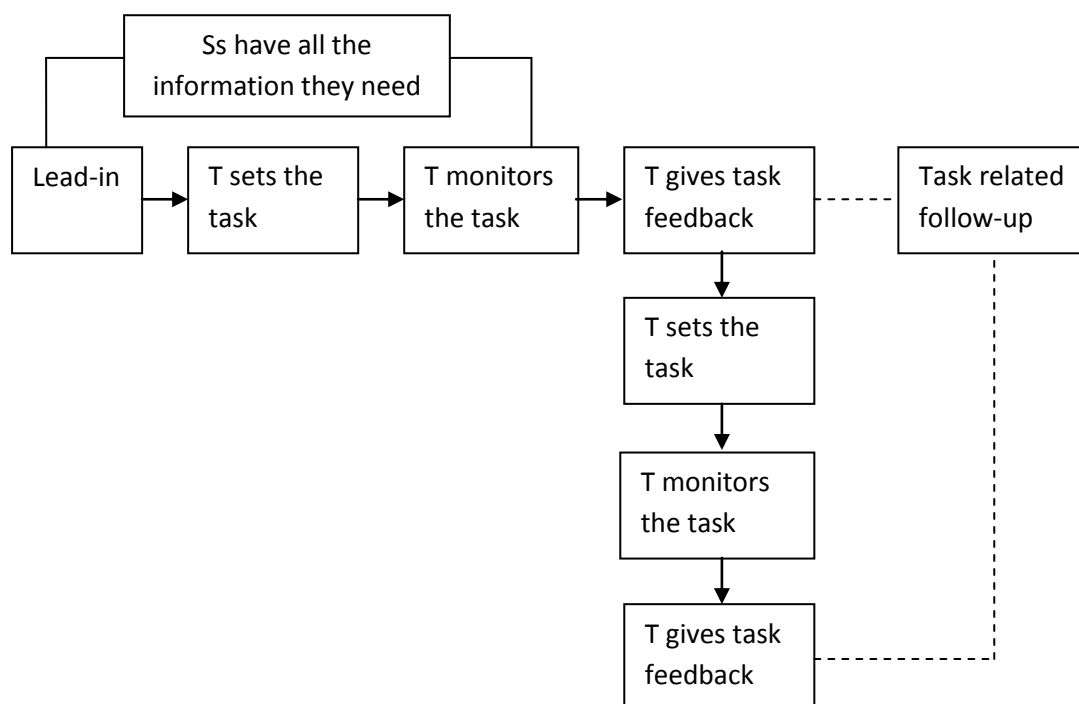 Ss have all the
information they need
Lead-in
T sets the
task
T monitors
the task
T gives task
feedback
Task related
follow-up
T sets the
task
T monitors
the task
T gives task
feedback